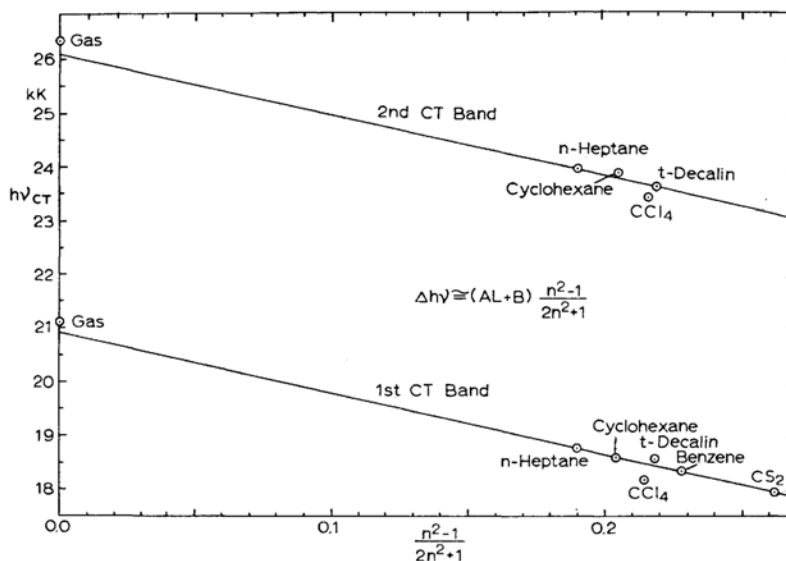 Gas
26
kK
25
2nd CT Band
n-Heptane
24
t-Decalin
Cyclohexane
hνCT
CCl4
23
22
Δhν≅(AL+B) n²-1
2n²+1
21
Gas
20
1st CT Band
19
Cyclohexane
t-Decalin
n-Heptane
Benzene
CS2
CCl4
18
0.0
0.1
0.2
n²-1
2n²+1